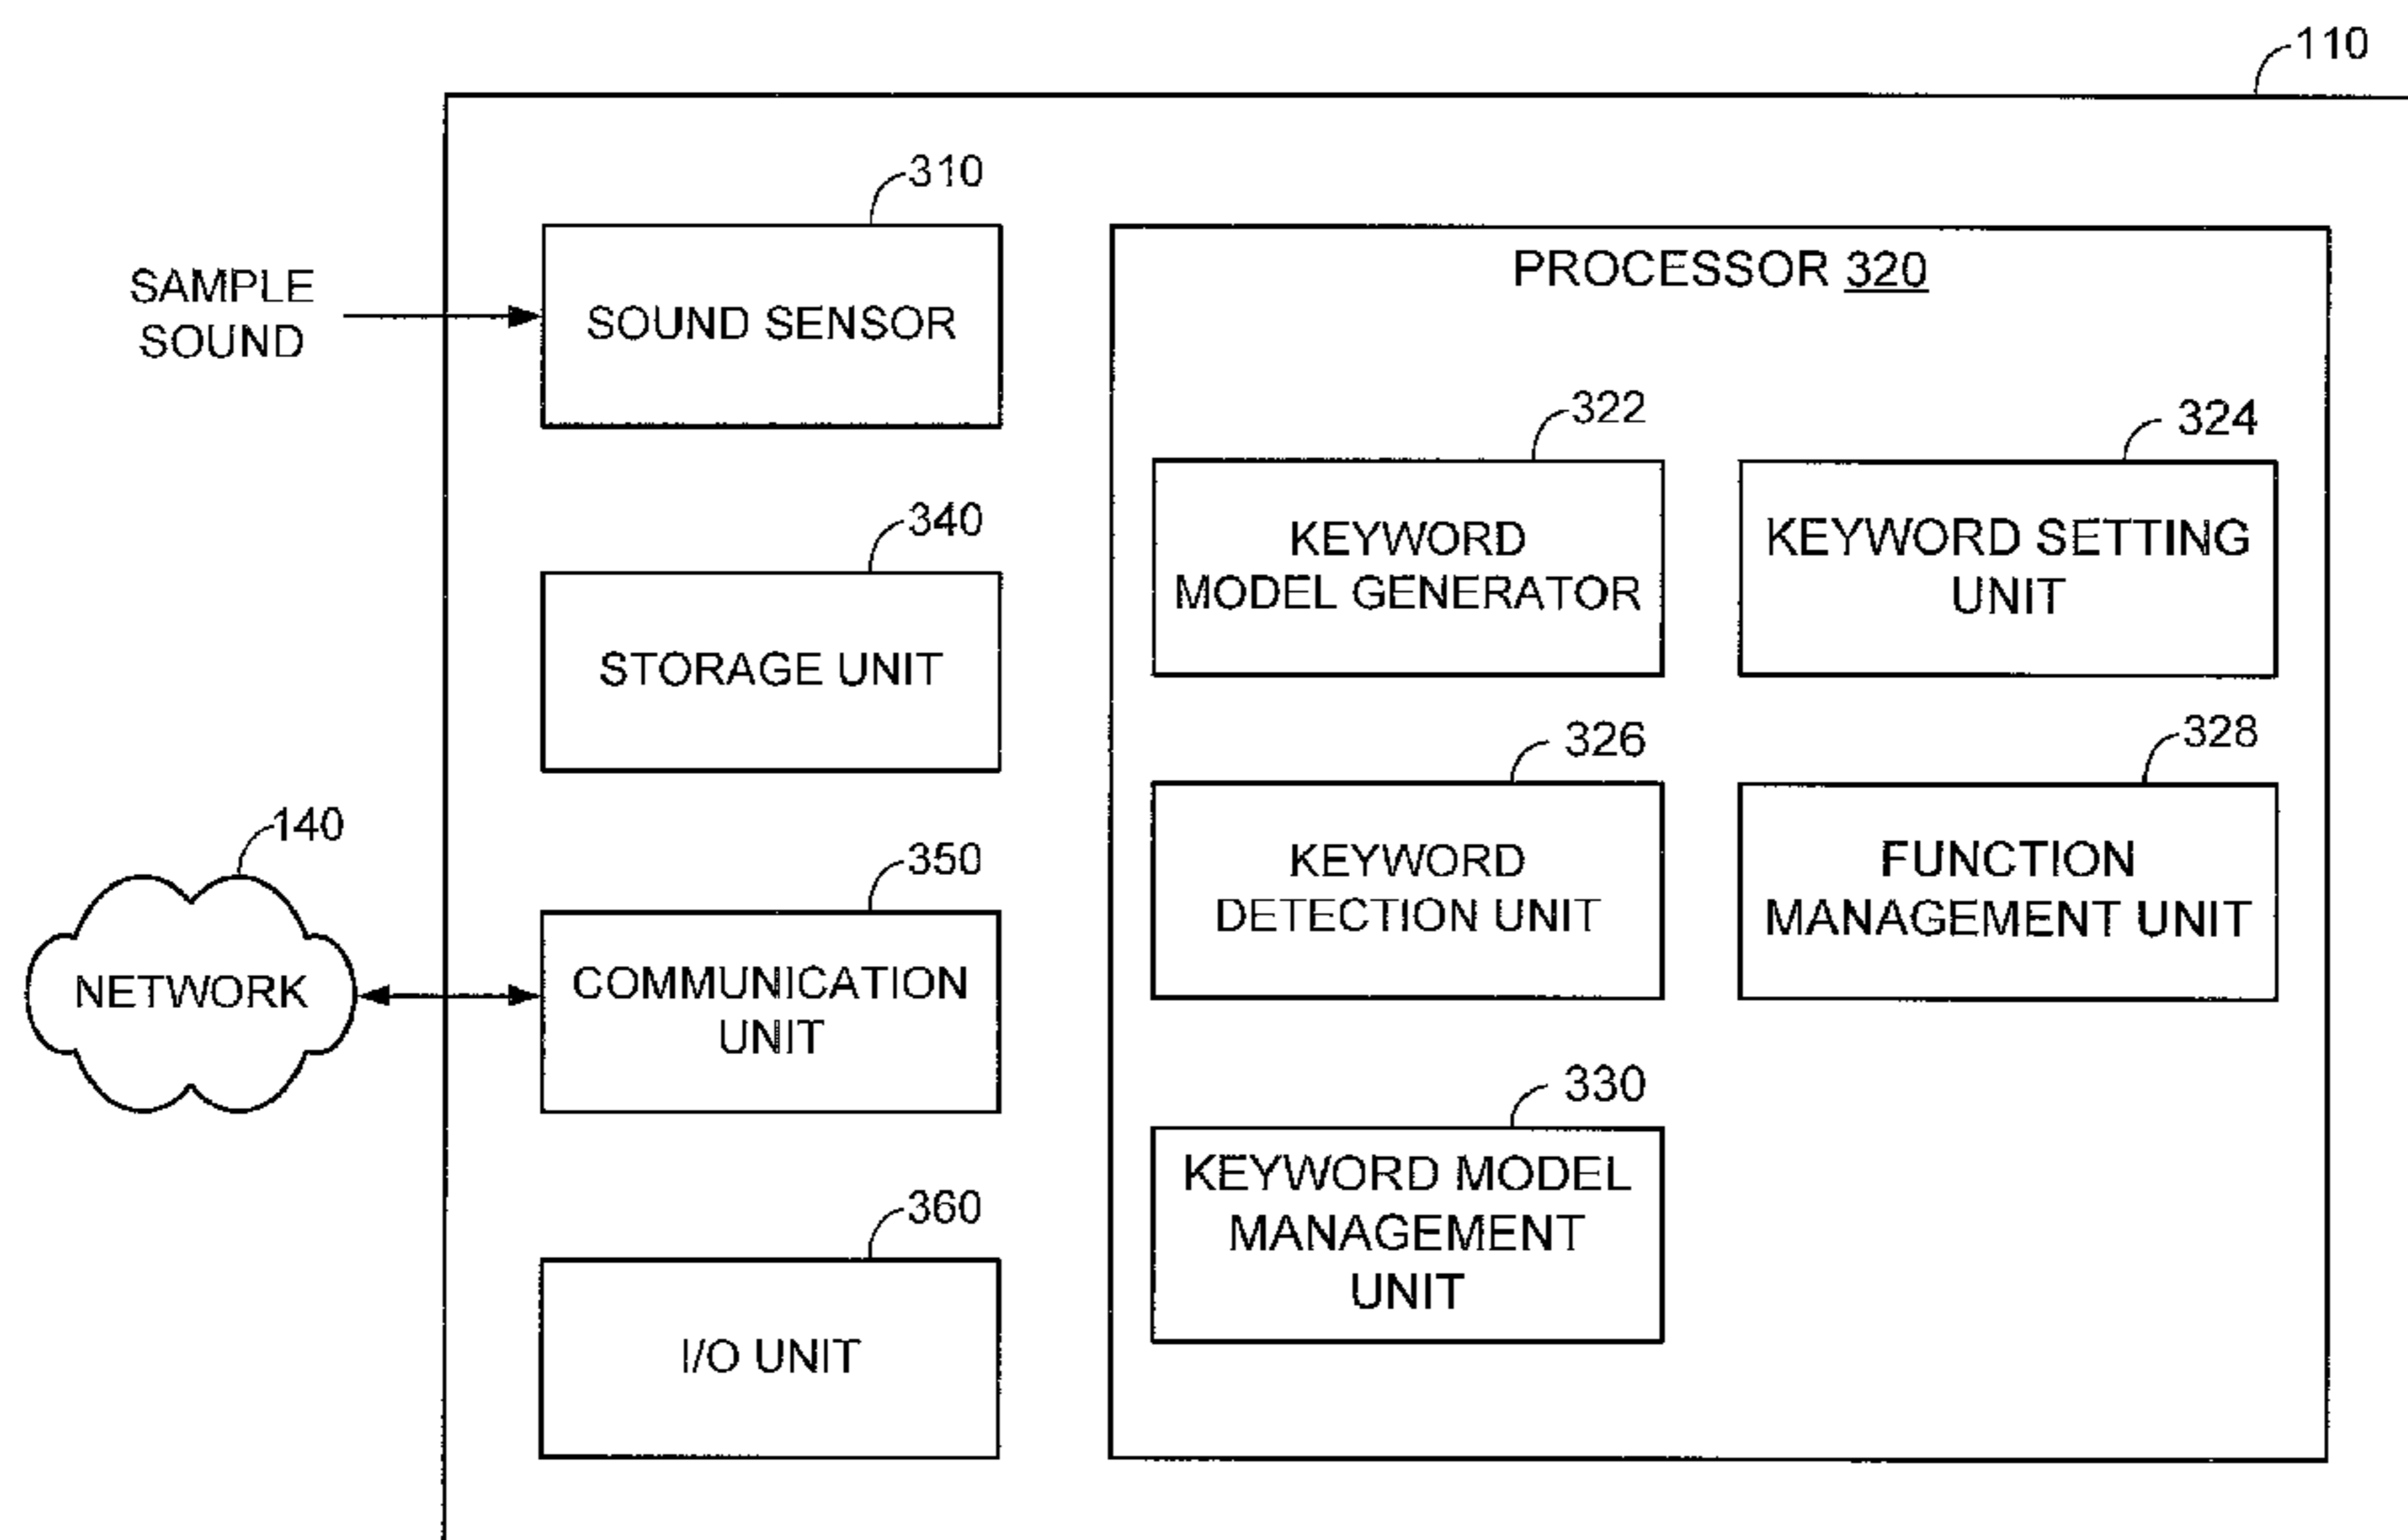 110
310
SAMPLE
SOUND
SOUND SENSOR
PROCESSOR 320
322
KEYWORD
MODEL GENERATOR
324
KEYWORD SETTING
UNIT
340
STORAGE UNIT
326
KEYWORD
DETECTION UNIT
328
FUNCTION
MANAGEMENT UNIT
140
NETWORK
350
COMMUNICATION
UNIT
330
KEYWORD MODEL
MANAGEMENT
UNIT
360
I/O UNIT